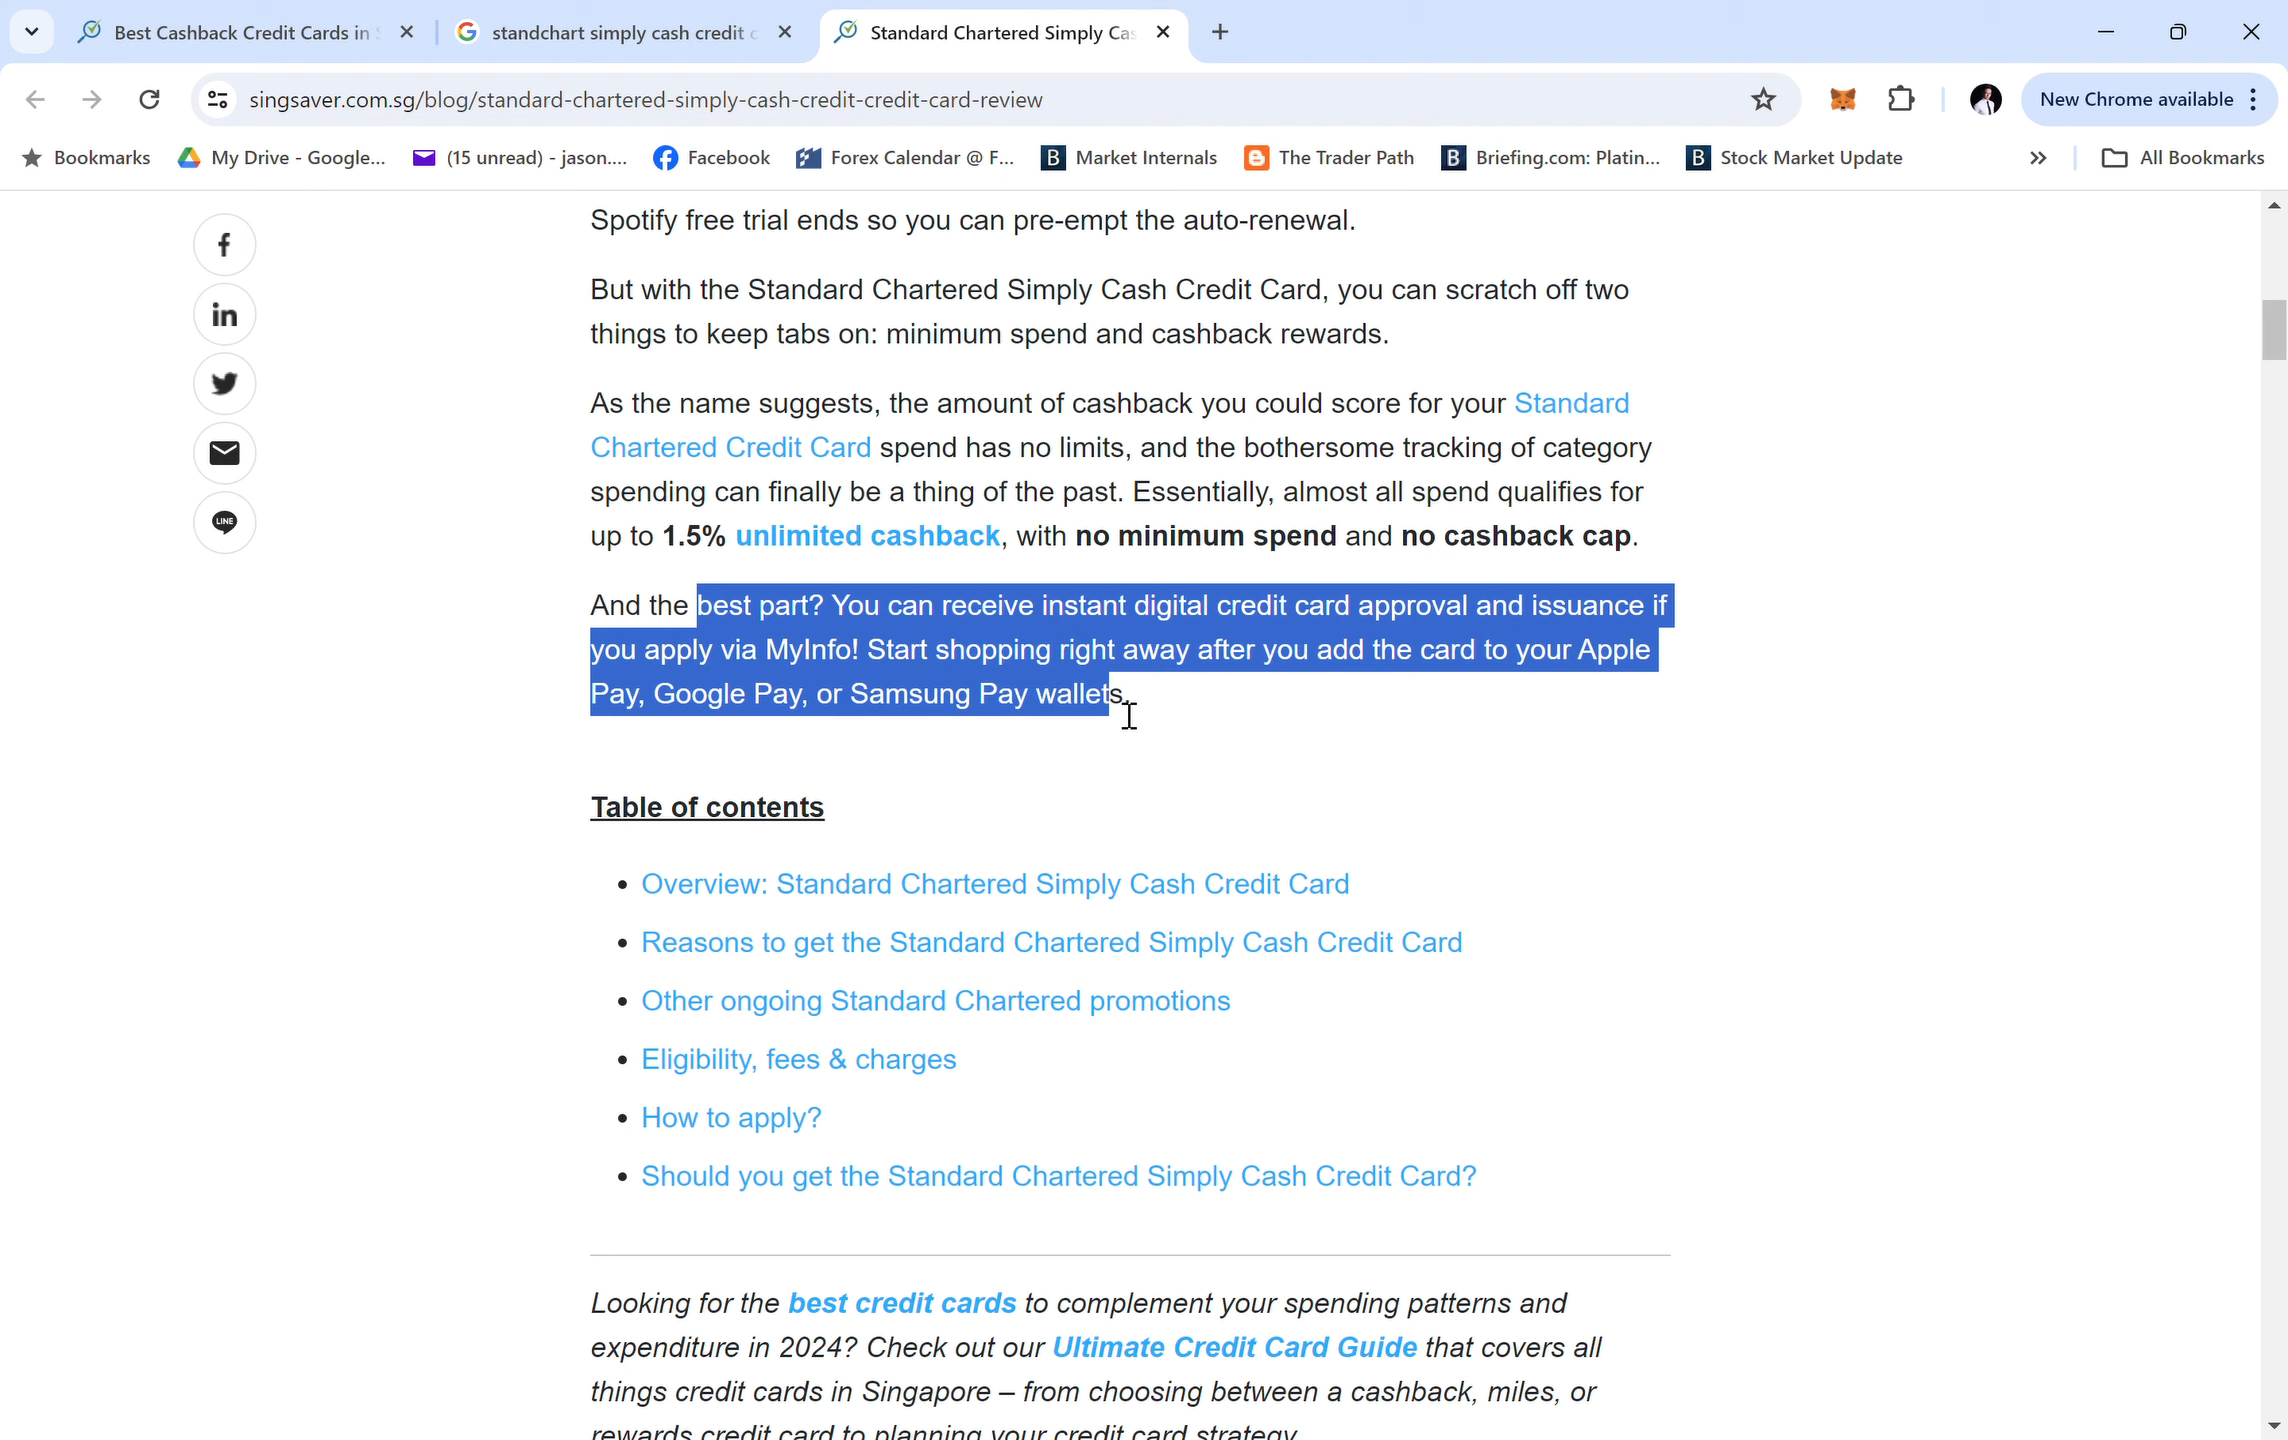 Best Cashback Credit Cards in
standchart simply cash credit
Standard Chartered Simply Cas
singsaver.com.sg/blog/standard-chartered-simply-cash-credit-credit-card-review
New Chrome available
Bookmarks
My Drive - Google...
(15 unread) - jason....
Facebook
Forex Calendar @ F...
B Market Internals
The Trader Path
B Briefing.com: Platin...
B Stock Market Update
All Bookmarks
Spotify free trial ends so you can pre-empt the auto-renewal.
But with the Standard Chartered Simply Cash Credit Card, you can scratch off two
things to keep tabs on: minimum spend and cashback rewards.
As the name suggests, the amount of cashback you could score for your Standard
Chartered Credit Card spend has no limits, and the bothersome tracking of category
spending can finally be a thing of the past. Essentially, almost all spend qualifies for
up to 1.5% unlimited cashback, with no minimum spend and no cashback cap.
And the best part? You can receive instant digital credit card approval and issuance if
you apply via MyInfo! Start shopping right away after you add the card to your Apple
Pay, Google Pay, or Samsung Pay wallets.
LINE
Table of contents
• Overview: Standard Chartered Simply Cash Credit Card
• Reasons to get the Standard Chartered Simply Cash Credit Card
• Other ongoing Standard Chartered promotions
• Eligibility, fees & charges
• How to apply?
• Should you get the Standard Chartered Simply Cash Credit Card?
Looking for the best credit cards to complement your spending patterns and
expenditure in 2024? Check out our Ultimate Credit Card Guide that covers all
things credit cards in Singapore – from choosing between a cashback, miles, or
rewards credit card to planning your credit card strategy.